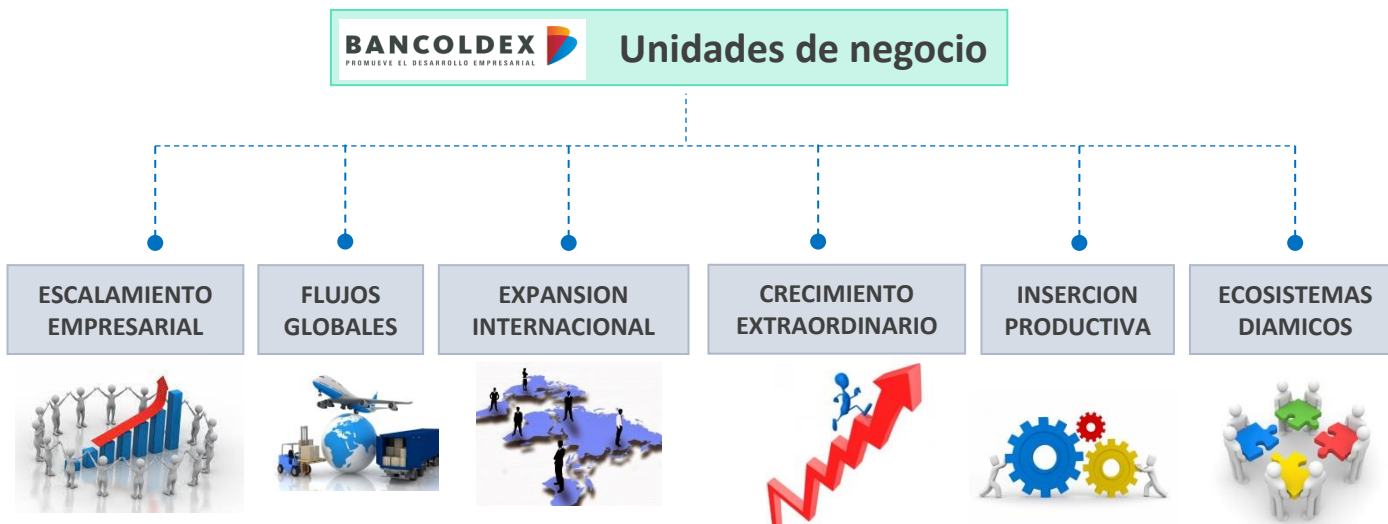 BANCOLDEX
PROMUEVE EL DESARROLLO EMPRESARIAL
Unidades de negocio
ESCALAMIENTO
EMPRESARIAL
FLUJOS
GLOBALES
EXPANSION
INTERNACIONAL
CRECIMIENTO
EXTRAORDINARIO
INSERCION
PRODUCTIVA
ECOSISTEMAS
DIAMICOS